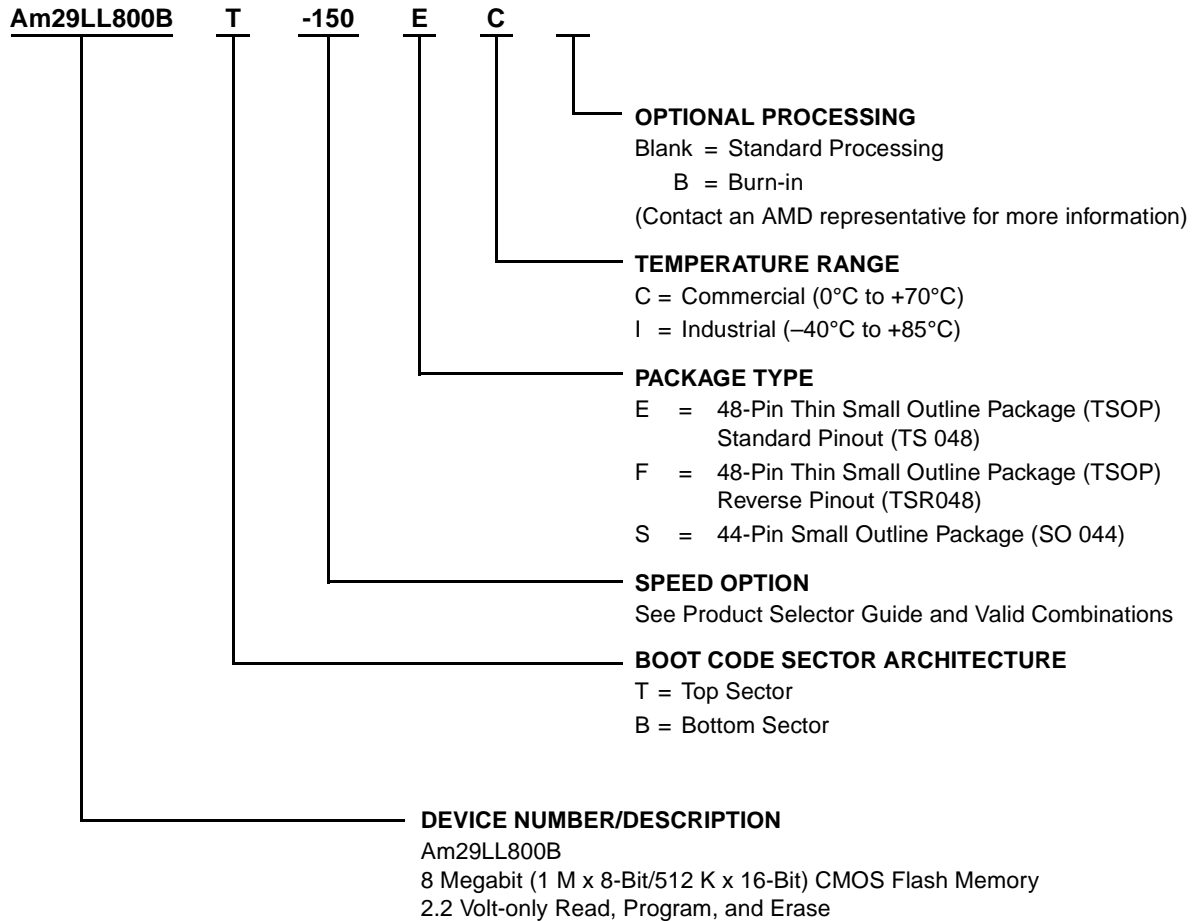 Am29LL800B T -150 E C
OPTIONAL PROCESSING
Blank = Standard Processing
B = Burn-in
(Contact an AMD representative for more information)
TEMPERATURE RANGE
C = Commercial (0°C to +70°C)
I = Industrial (–40°C to +85°C)
PACKAGE TYPE
E = 48-Pin Thin Small Outline Package (TSOP)
Standard Pinout (TS 048)
F = 48-Pin Thin Small Outline Package (TSOP)
Reverse Pinout (TSR048)
S = 44-Pin Small Outline Package (SO 044)
SPEED OPTION
See Product Selector Guide and Valid Combinations
BOOT CODE SECTOR ARCHITECTURE
T = Top Sector
B = Bottom Sector
DEVICE NUMBER/DESCRIPTION
Am29LL800B
8 Megabit (1 M x 8-Bit/512 K x 16-Bit) CMOS Flash Memory
2.2 Volt-only Read, Program, and Erase